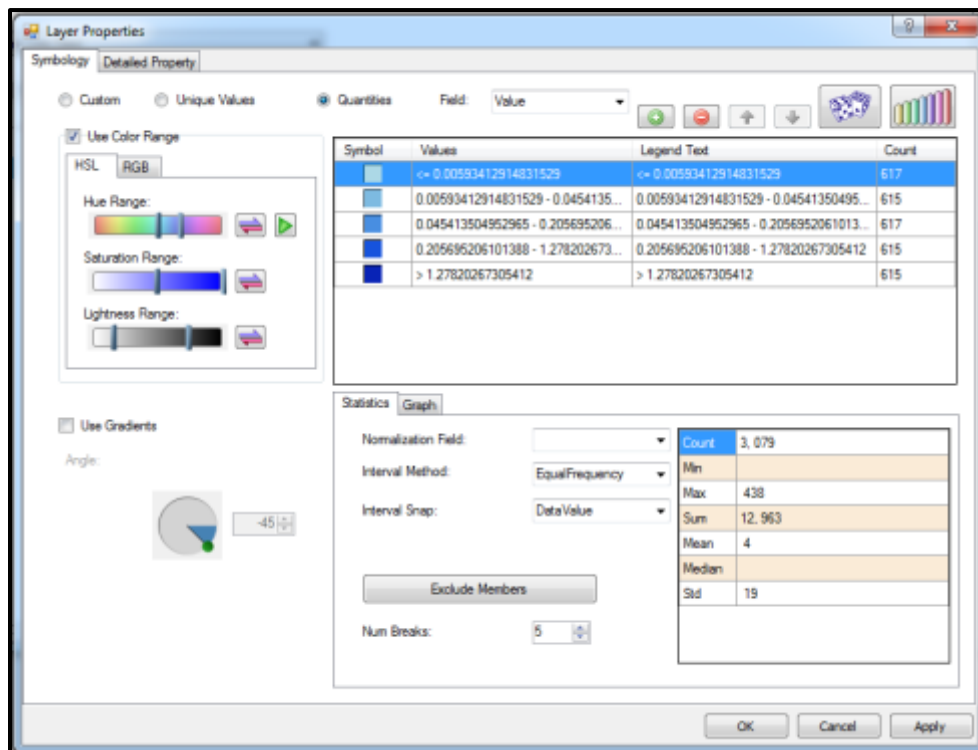 Layer Properties
Symbology Detailed Property
Custom Unique Values Quantities Field: Value
Use Color Range
HSL RGB
Hue Range:
Saturation Range:
Lightness Range:
Symbol Values Legend Text Count
<= 0.00593412914831529 <= 0.00593412914831529 617
0.00593412914831529 - 0.0454135... 0.00593412914831529 - 0.04541350495... 615
0.045413504952965 - 0.205695206... 0.045413504952965 - 0.2056952061013... 617
0.205695206101388 - 1.278202673... 0.205695206101388 - 1.27820267305412 615
> 1.27820267305412 > 1.27820267305412 615
Use Gradients
Angle:
-45
Statistics Graph
Normalization Field:
Interval Method: EqualFrequency
Interval Snap: DataValue
Exclude Members
Num Breaks: 5
Count 3, 079
Min
Max 438
Sum 12, 963
Mean 4
Median
Std 19
OK Cancel Apply